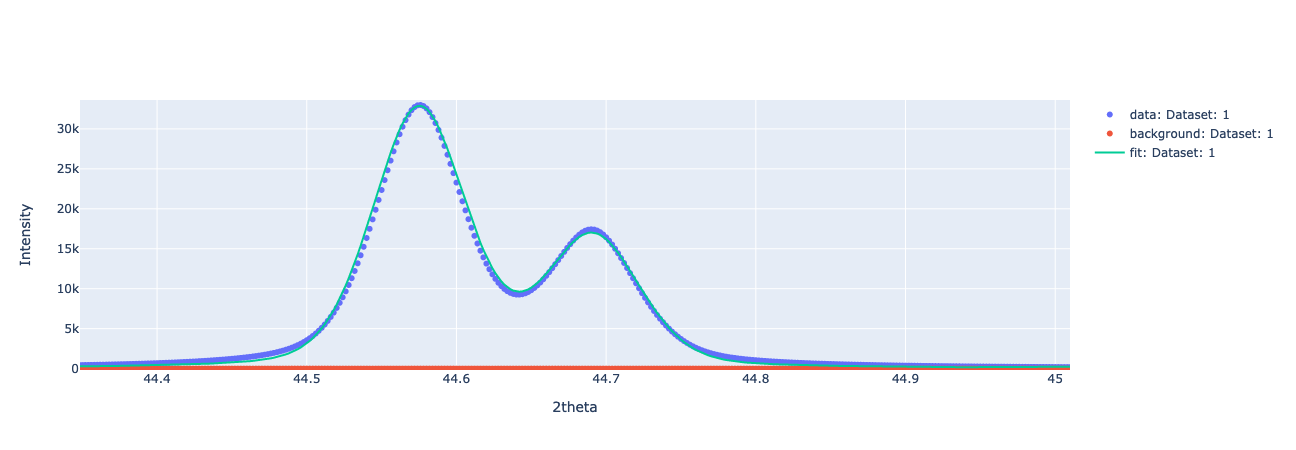 30k
25k
20k
15k
10k
5k
0
Intensity
44.4 44.5 44.6 44.7 44.8 44.9 45
2theta
data: Dataset: 1
background: Dataset: 1
fit: Dataset: 1